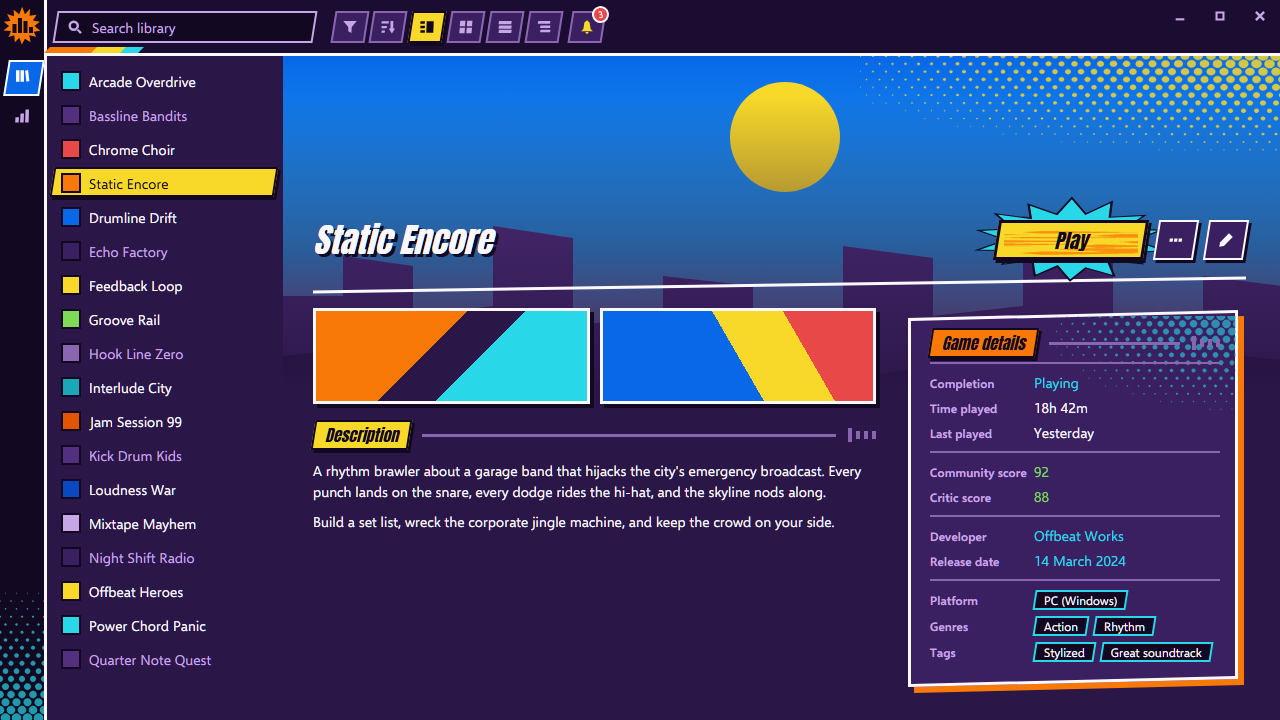 Search library
3
Arcade Overdrive
Bassline Bandits
Chrome Choir
Static Encore
Drumline Drift
Echo Factory
Feedback Loop
Groove Rail
Hook Line Zero
Interlude City
Jam Session 99
Kick Drum Kids
Loudness War
Mixtape Mayhem
Night Shift Radio
Offbeat Heroes
Power Chord Panic
Quarter Note Quest
Static Encore
Play
Description
A rhythm brawler about a garage band that hijacks the city's emergency broadcast. Every
punch lands on the snare, every dodge rides the hi-hat, and the skyline nods along.
Build a set list, wreck the corporate jingle machine, and keep the crowd on your side.
Game details
Completion Playing
Time played 18h 42m
Last played Yesterday
Community score 92
Critic score 88
Developer Offbeat Works
Release date 14 March 2024
Platform PC (Windows)
Genres Action Rhythm
Tags Stylized Great soundtrack